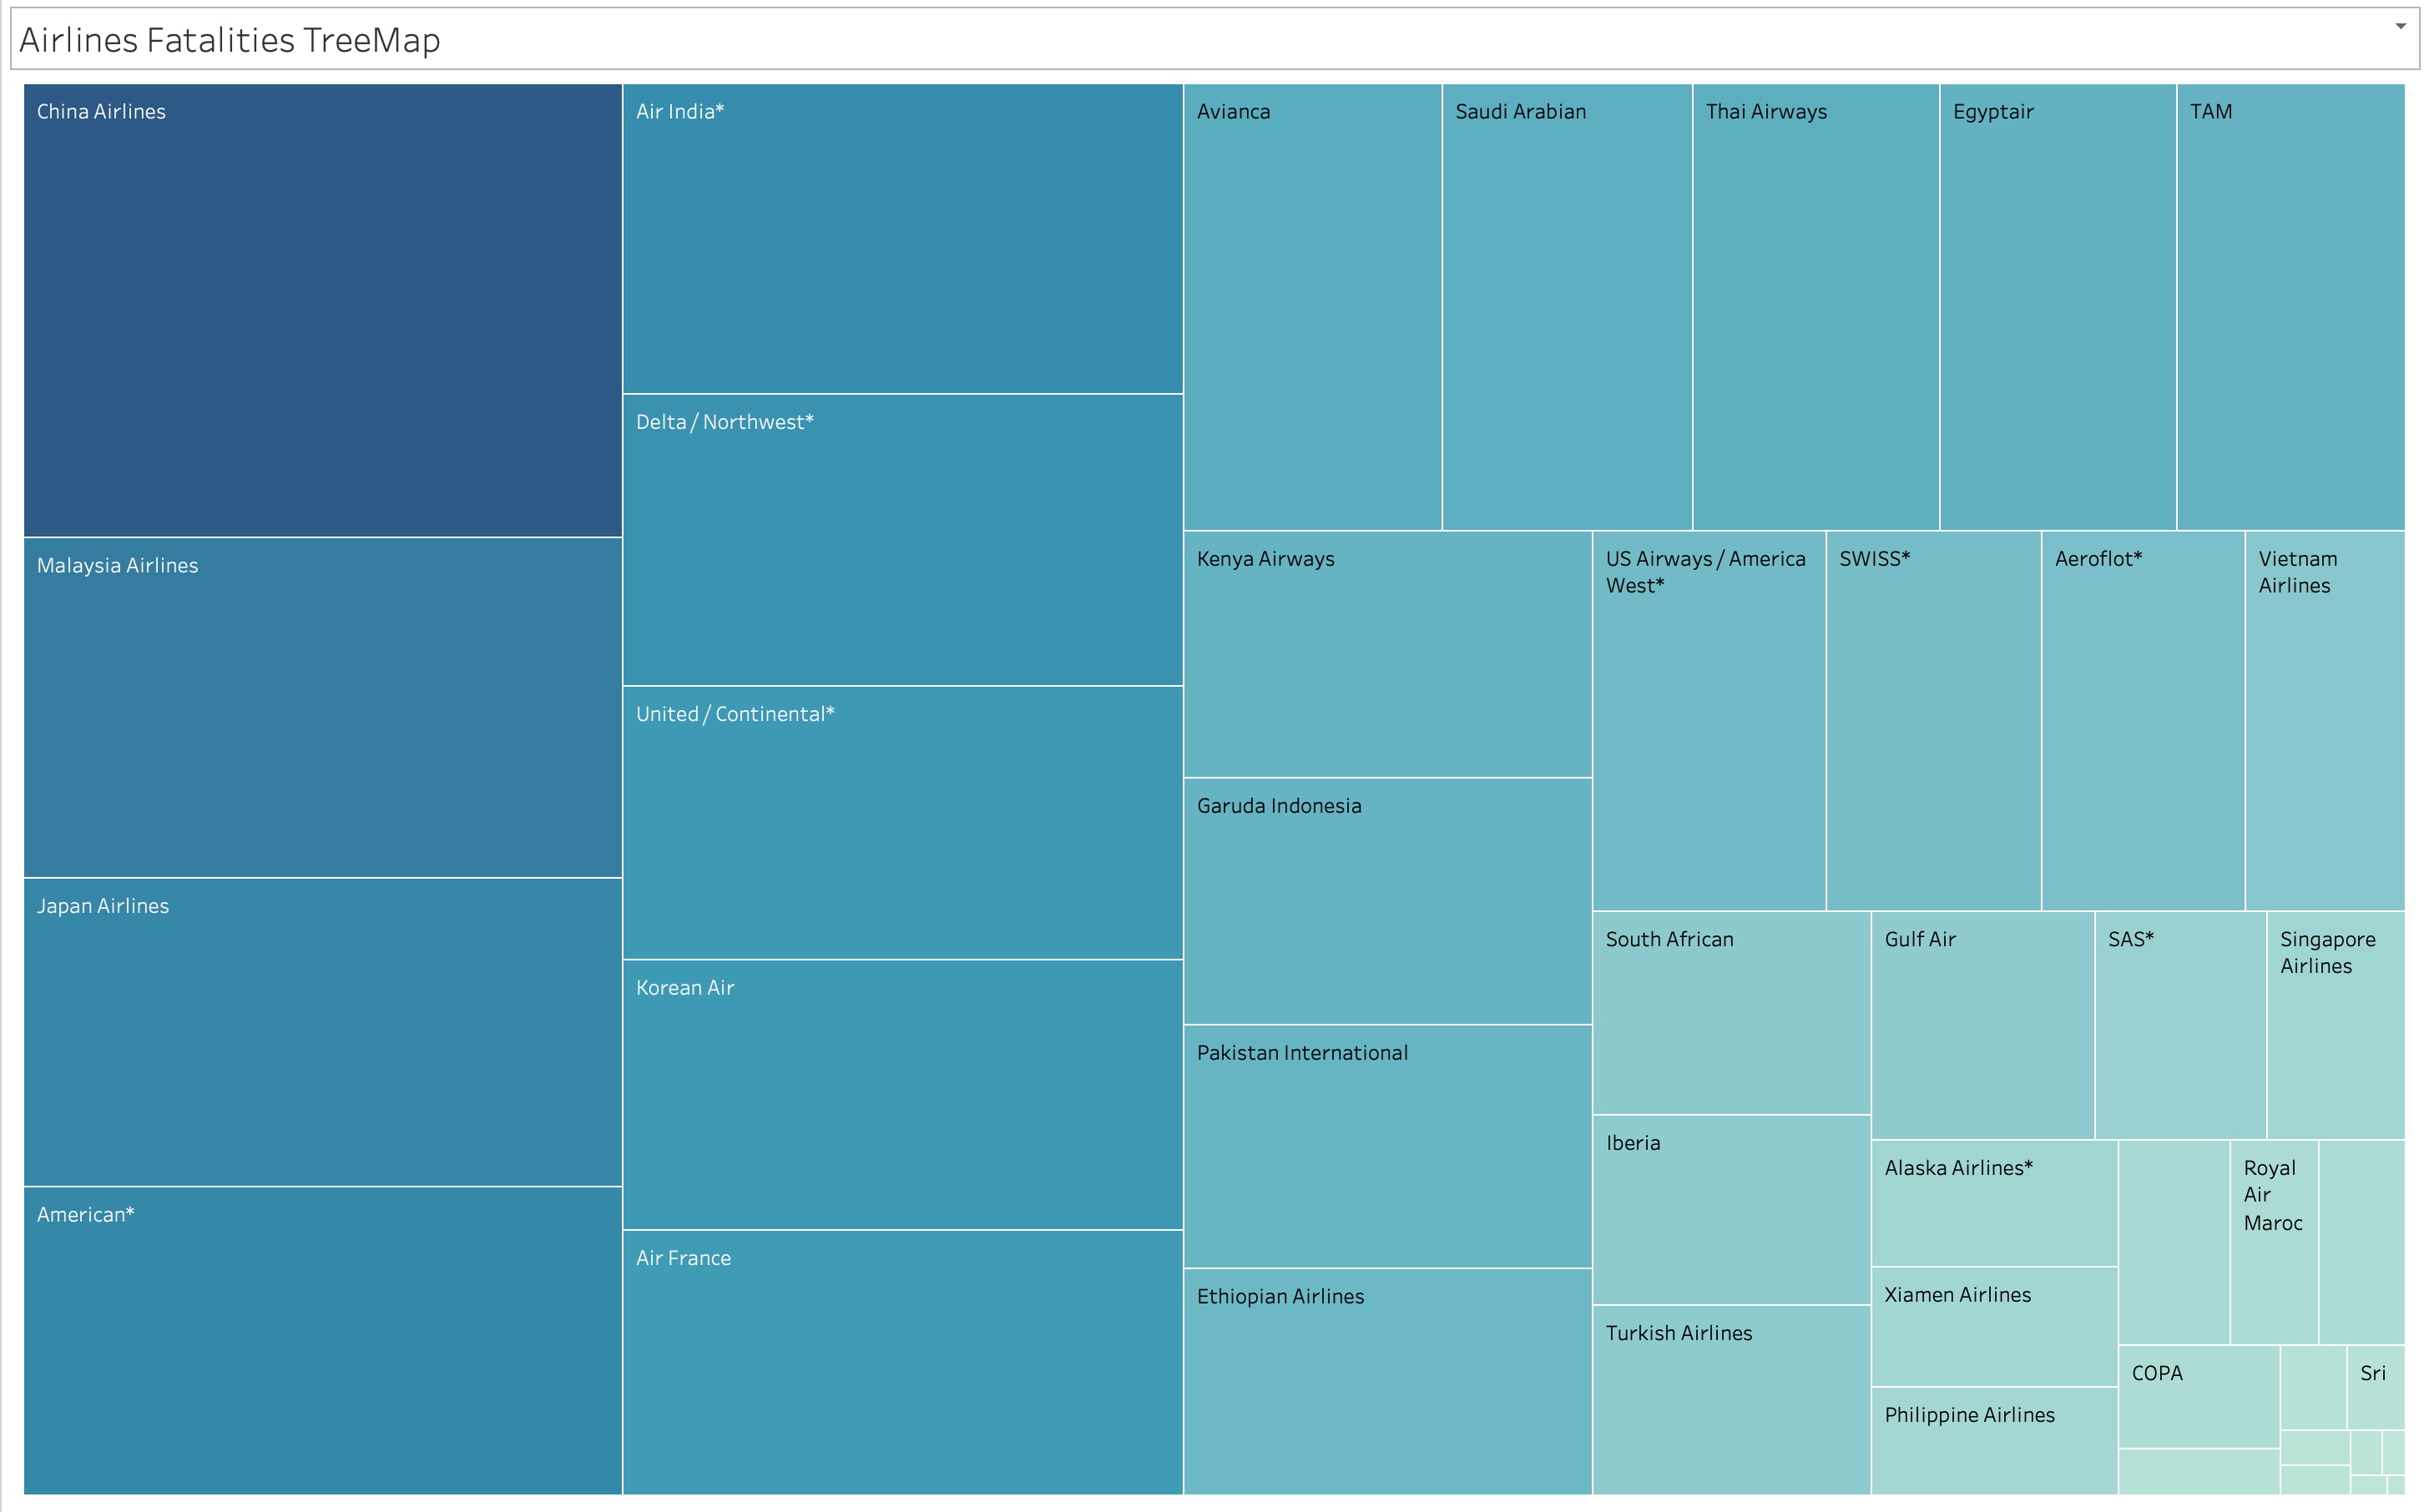 Airlines Fatalities TreeMap
China Airlines
Malaysia Airlines
Japan Airlines
American*
Air India*
Delta / Northwest*
United / Continental*
Korean Air
Air France
Avianca
Saudi Arabian
Thai Airways
Egyptair
TAM
Kenya Airways
Garuda Indonesia
Pakistan International
Ethiopian Airlines
US Airways / America
West*
SWISS*
Aeroflot*
Vietnam
Airlines
South African
Iberia
Turkish Airlines
Gulf Air
SAS*
Singapore
Airlines
Alaska Airlines*
Xiamen Airlines
Philippine Airlines
Royal
Air
Maroc
COPA
Sri